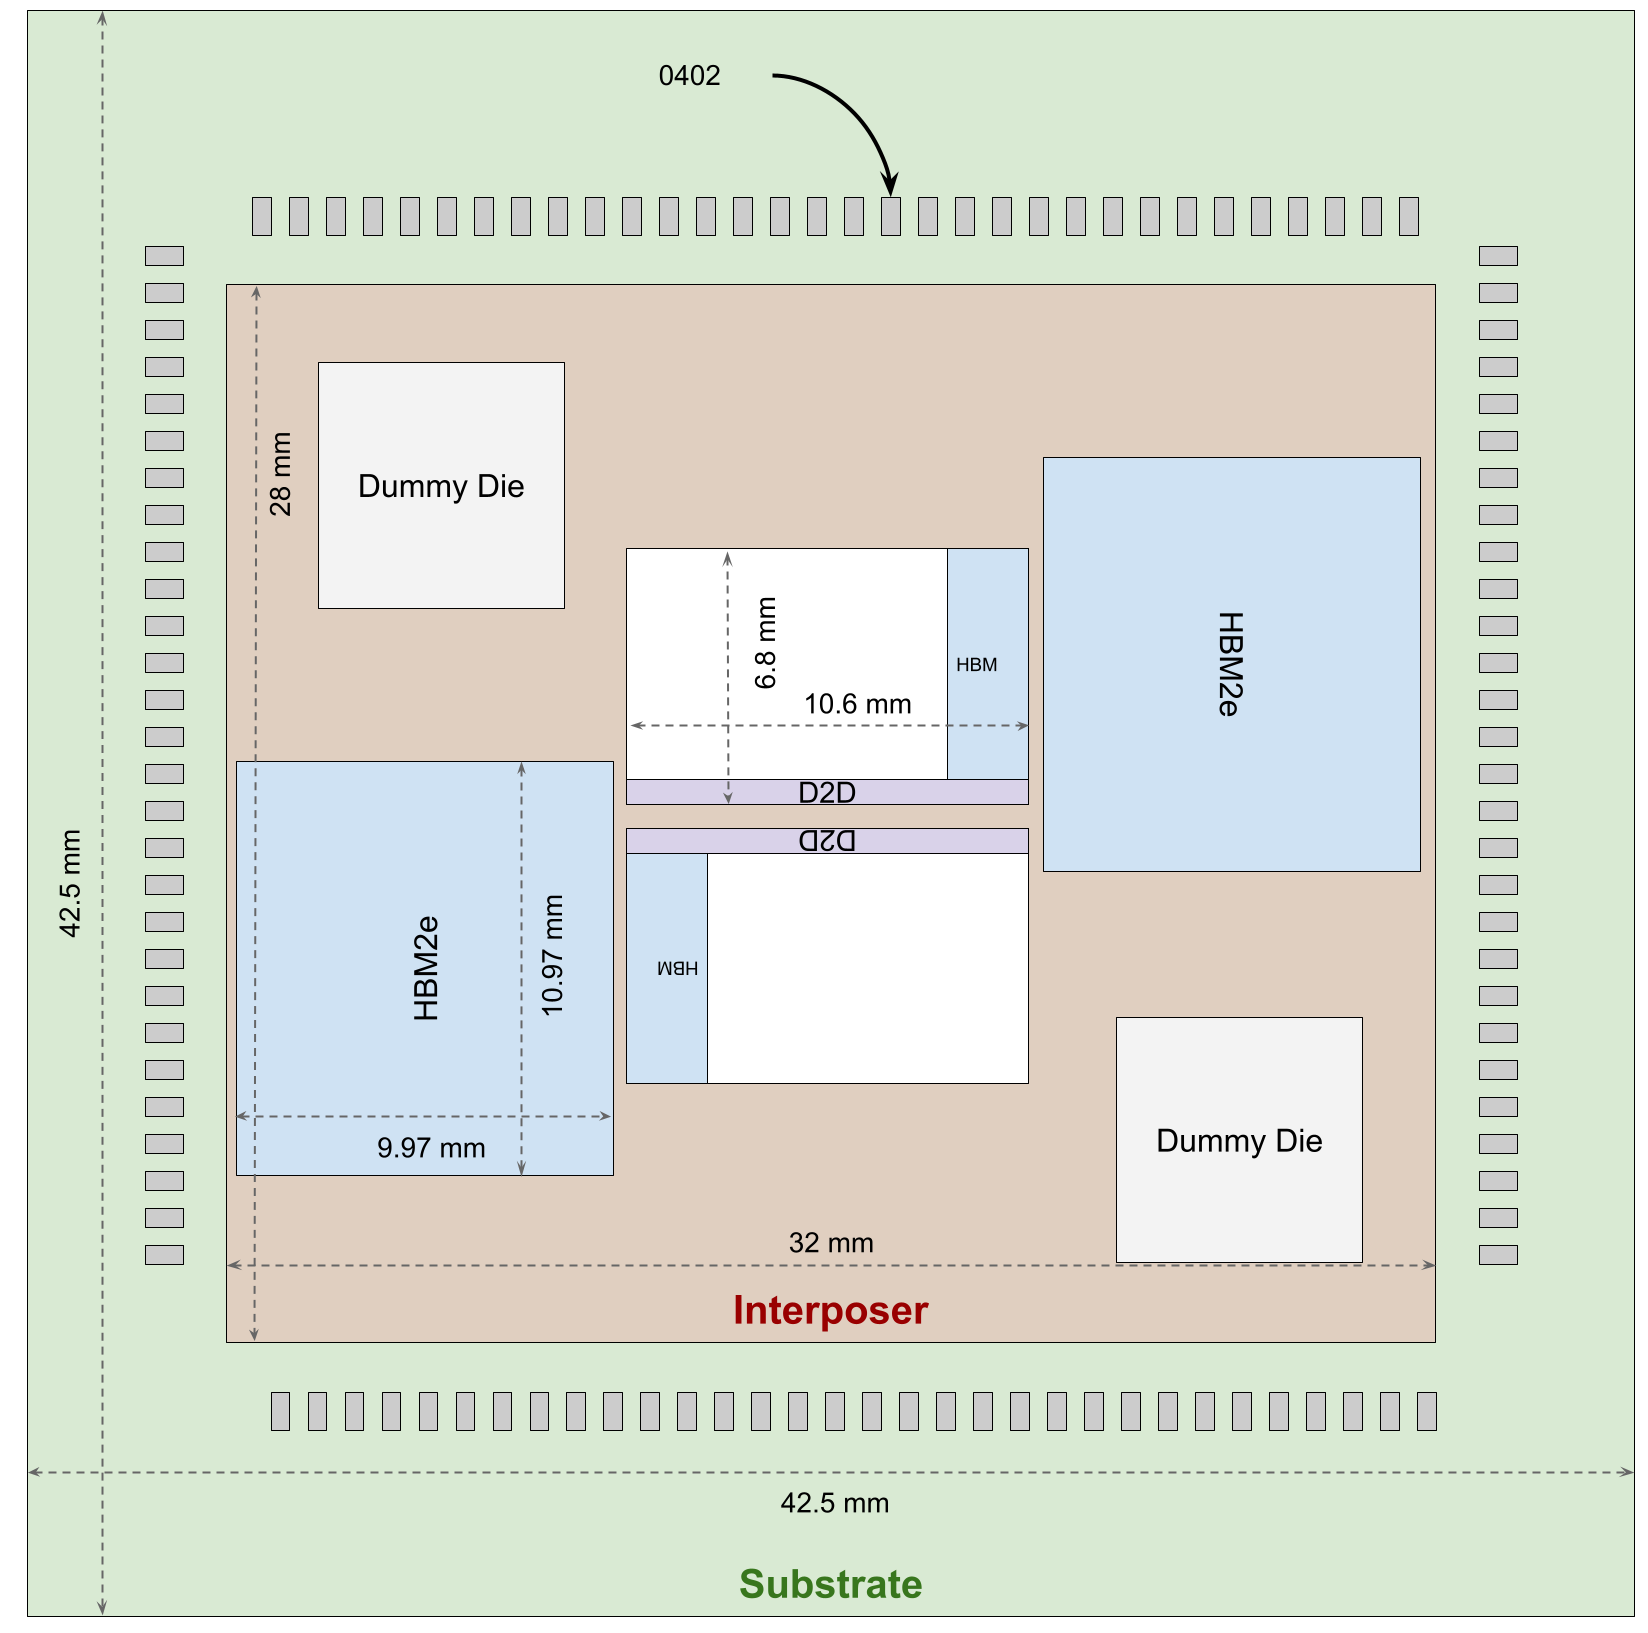 0402
28 mm
Dummy Die
HBM2e
6.8 mm
HBM
10.6 mm
D2D
D2D
42.5 mm
HBM2e
10.97 mm
HBM
9.97 mm
Dummy Die
32 mm
Interposer
42.5 mm
Substrate